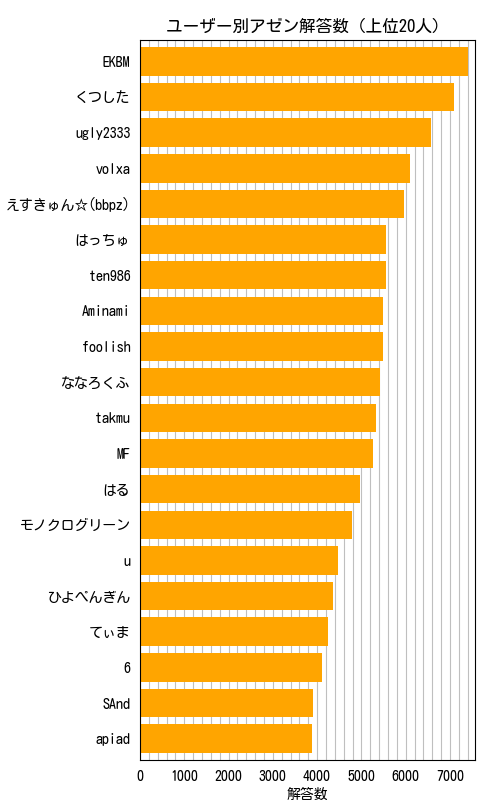 ユーザー別アゼン解答数 (上位20人)
EKBM
くつした
ugly2333
volxa
えすきゅん☆(bbpz)
はっちゅ
ten986
Aminami
foolish
ななろくふ
takmu
MF
はる
モノクログリーン
u
ひよぺんぎん
てぃま
6
SAnd
apiad
0 1000 2000 3000 4000 5000 6000 7000
解答数